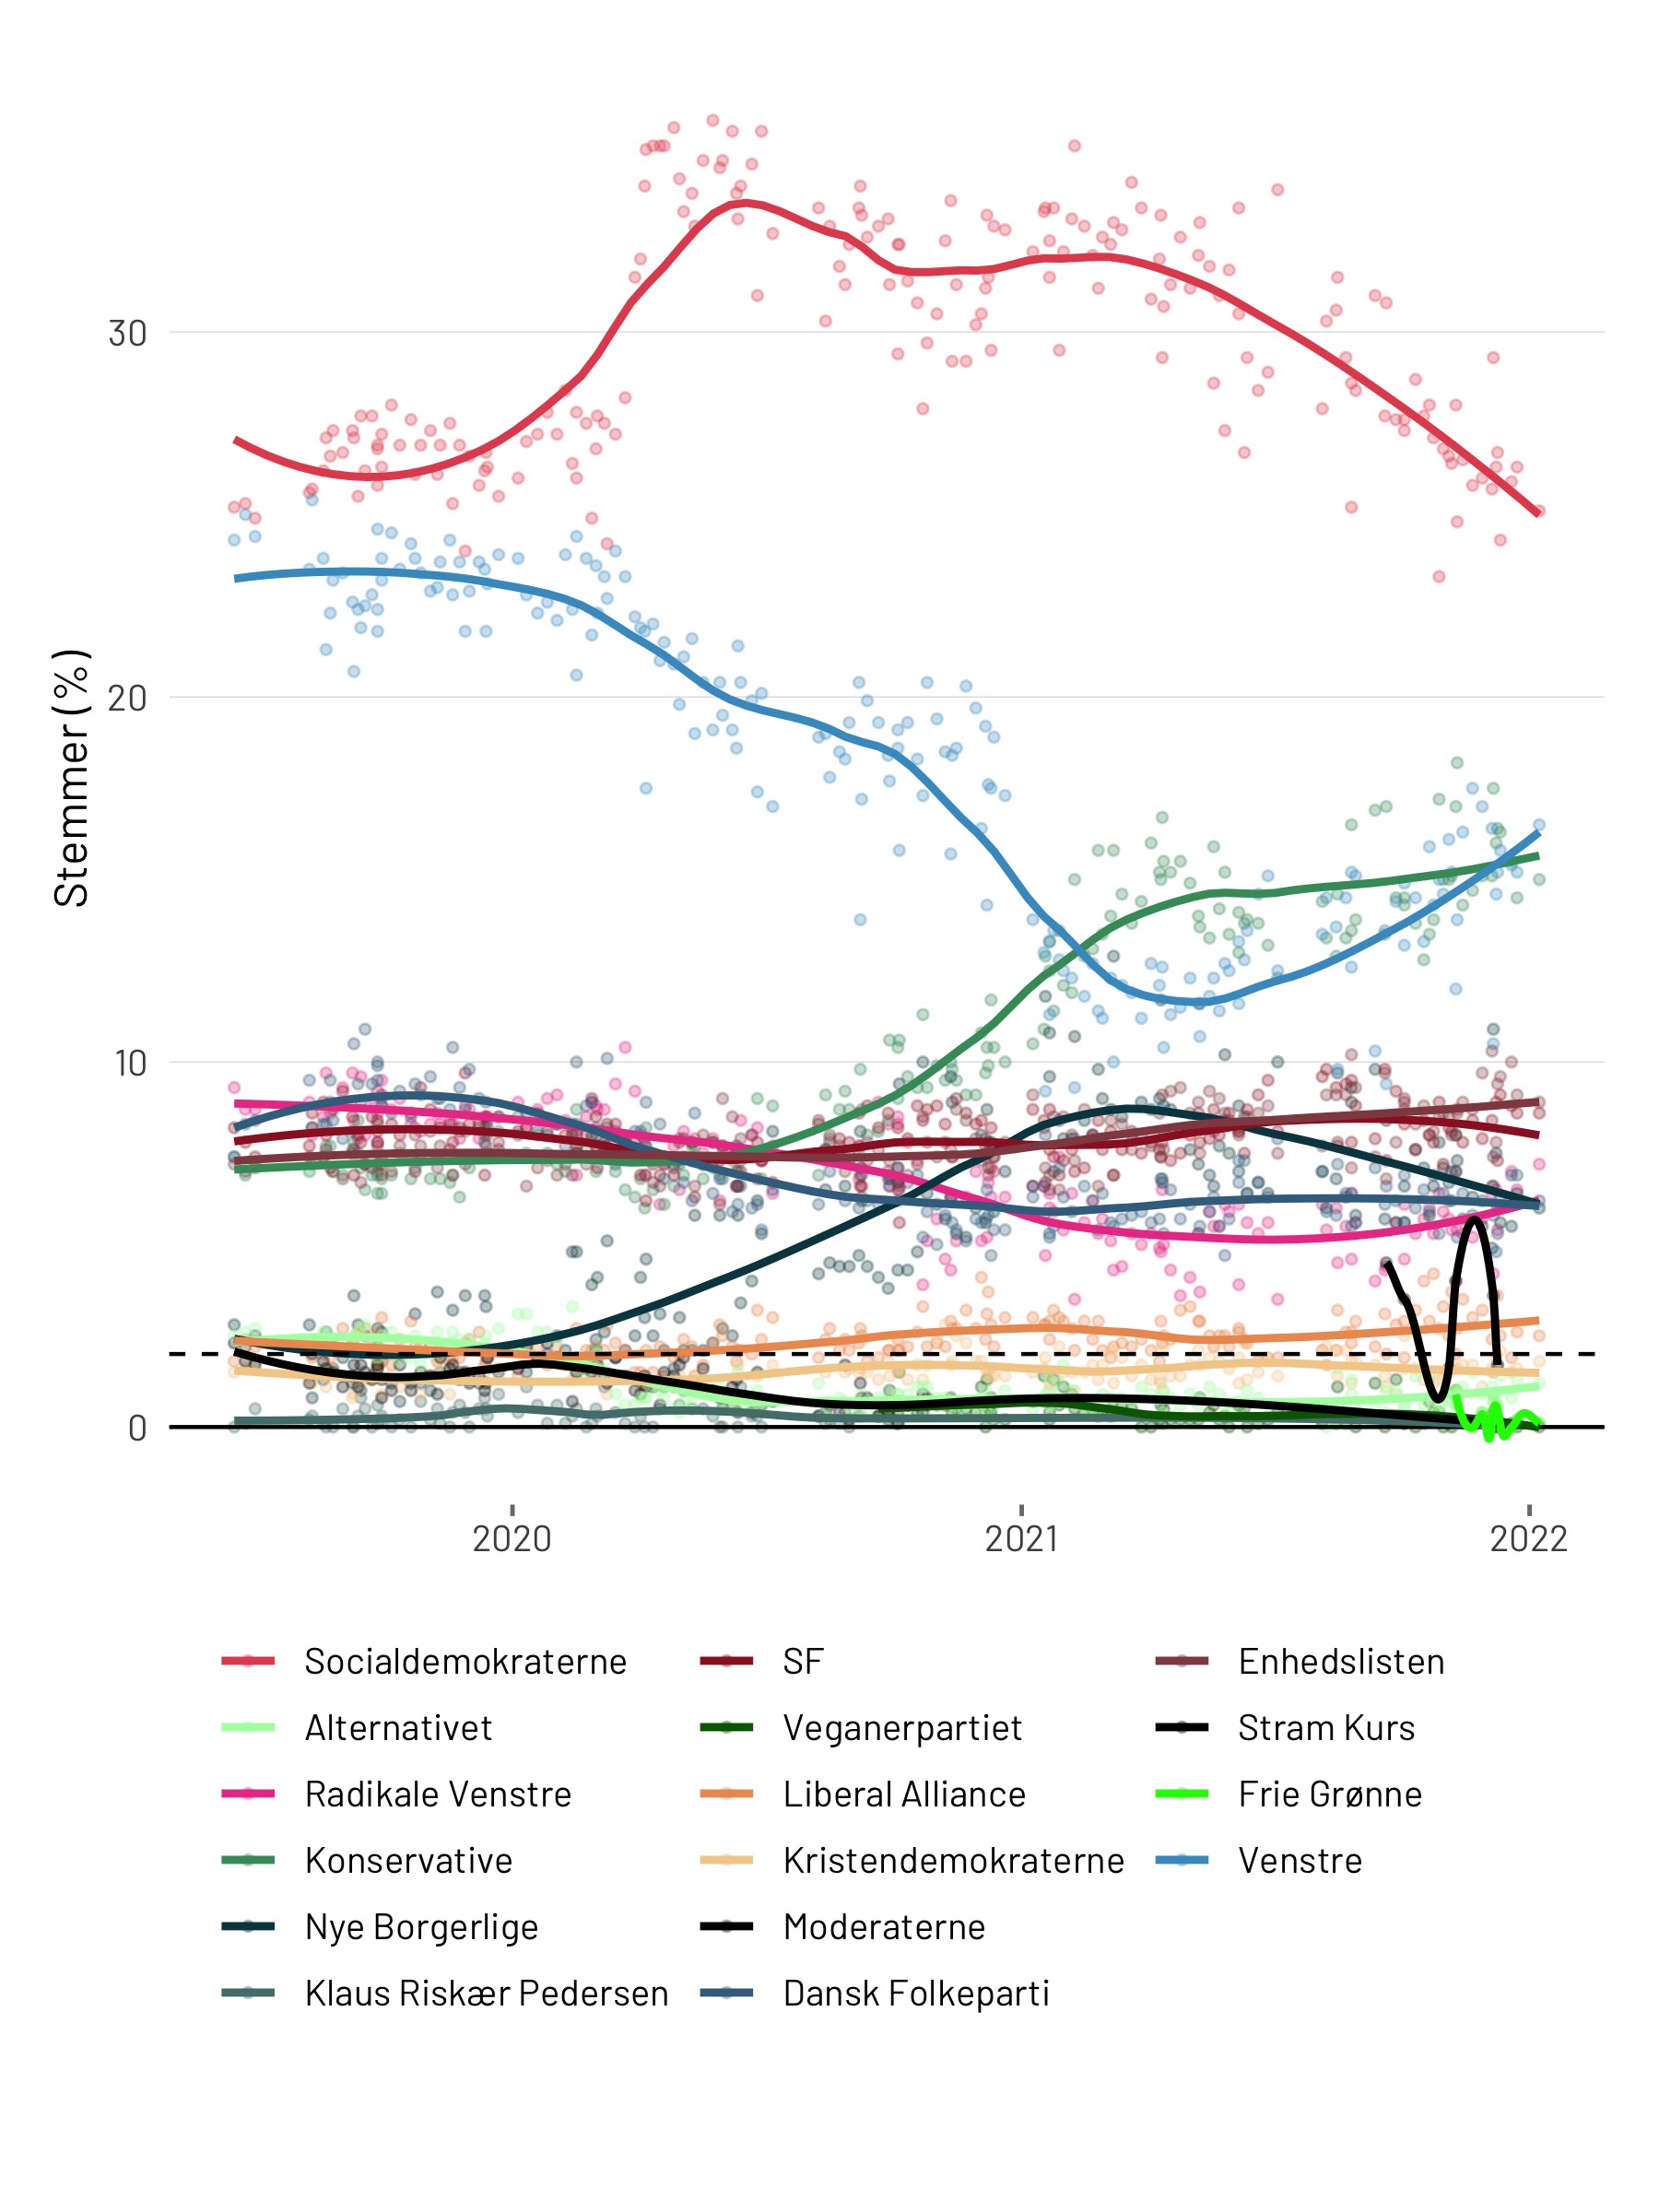 Stemmer (%)
30
20
10
0
2020 2021 2022
Socialdemokraterne SF Enhedslisten
Alternativet Veganerpartiet Stram Kurs
Radikale Venstre Liberal Alliance Frie Grønne
Konservative Kristendemokraterne Venstre
Nye Borgerlige Moderaterne
Klaus Riskær Pedersen Dansk Folkeparti